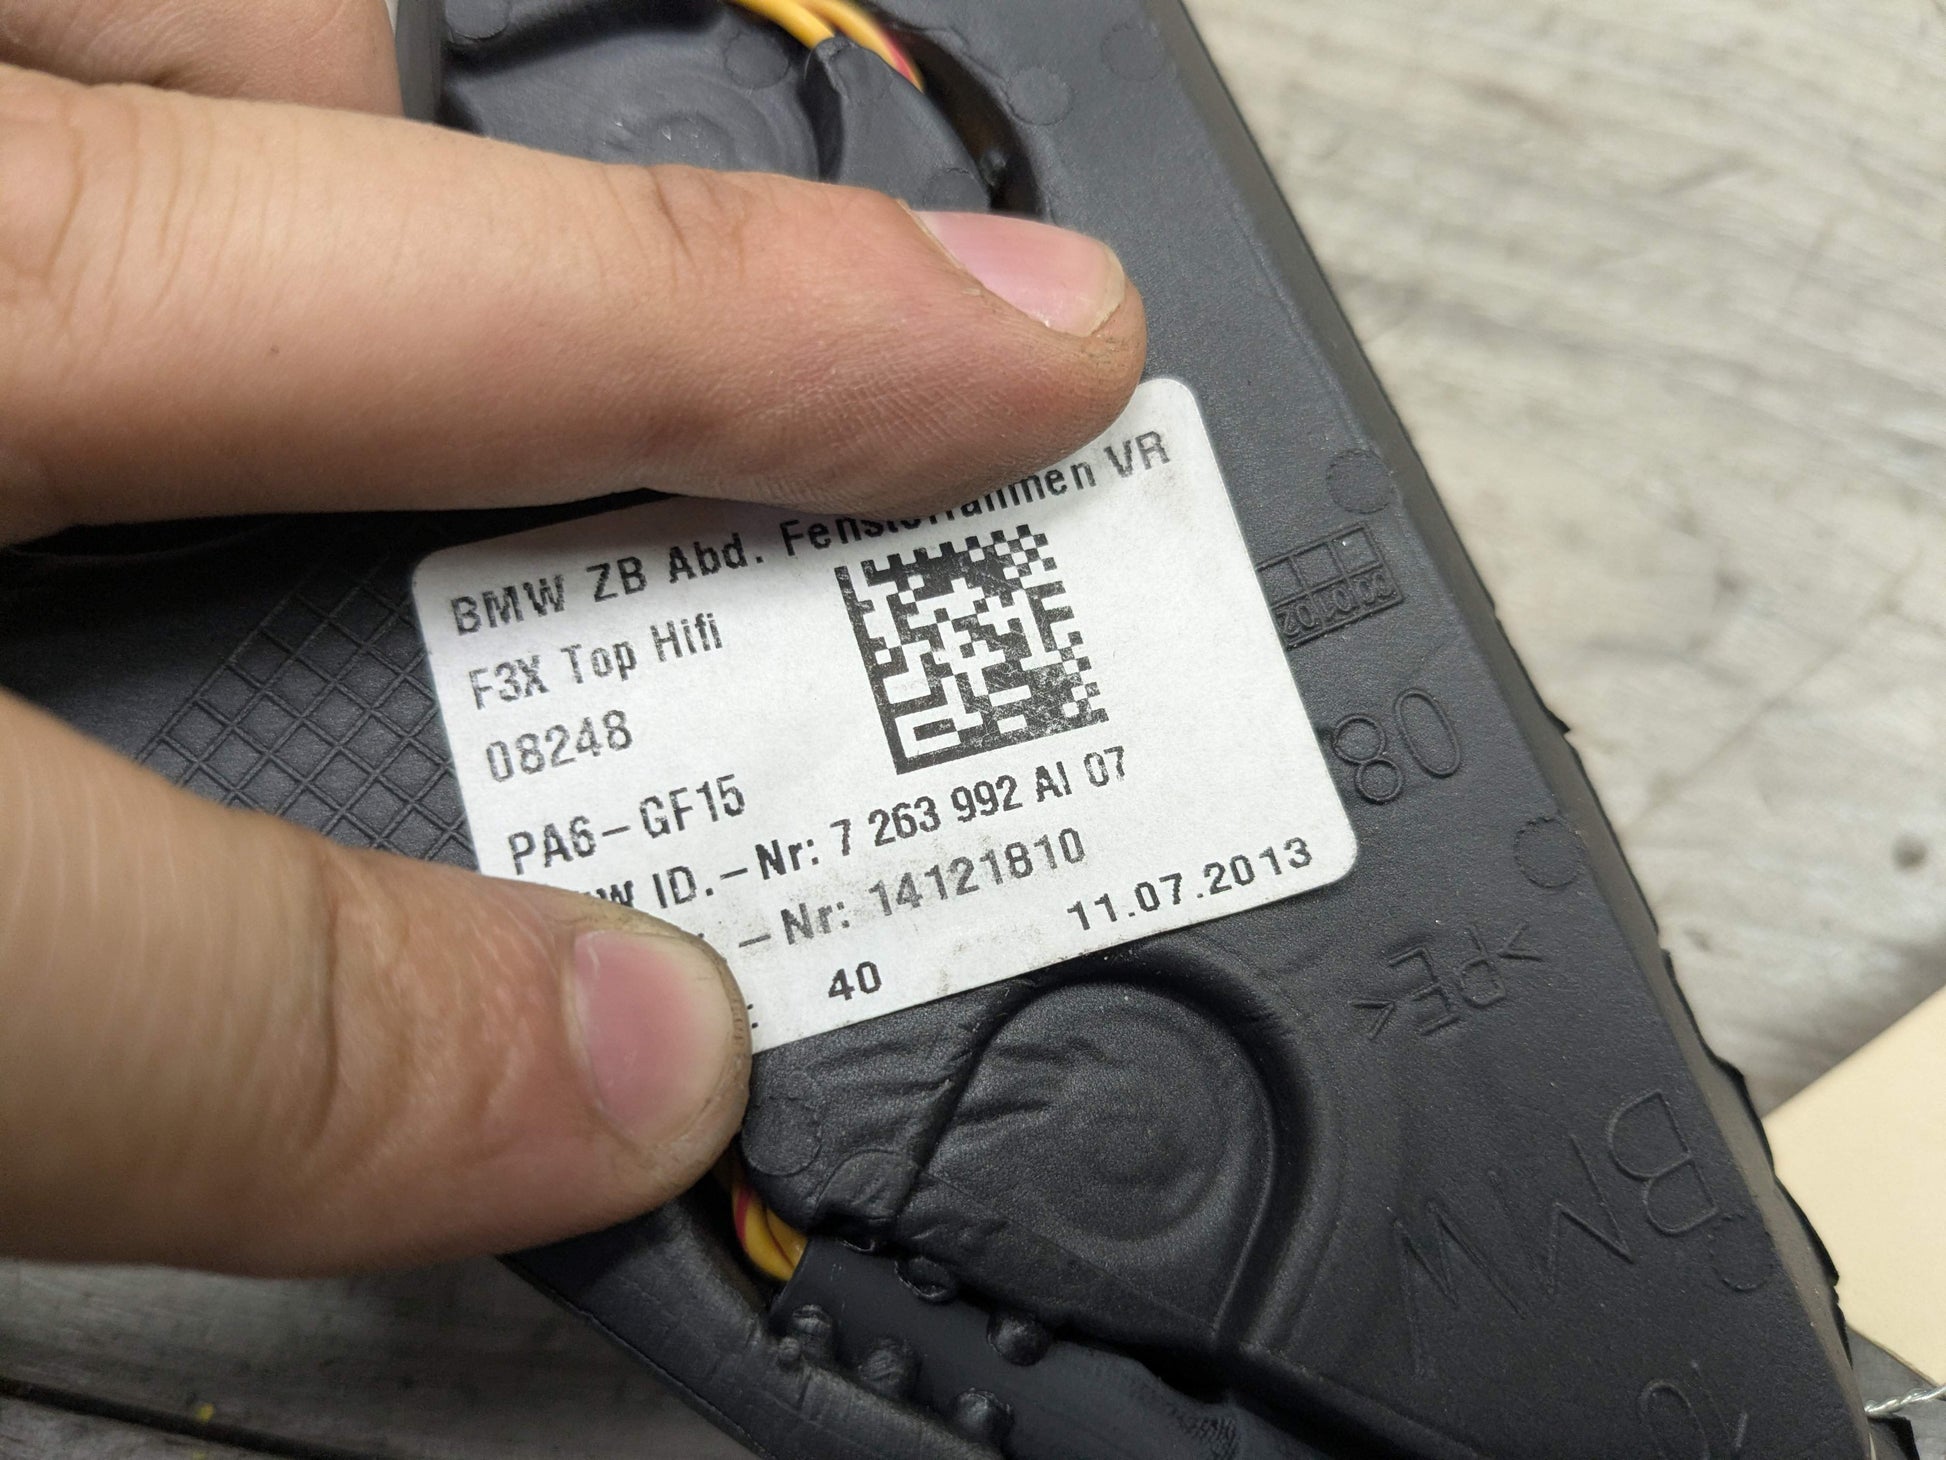 BMW ZB Abd. Fensterrahmen VR
F3X Top Hifi
08248
PA6-GF15
ID.-Nr: 7 263 992 AI 07
-Nr: 14121810
: 40 11.07.2013
08
>PE<
BMW